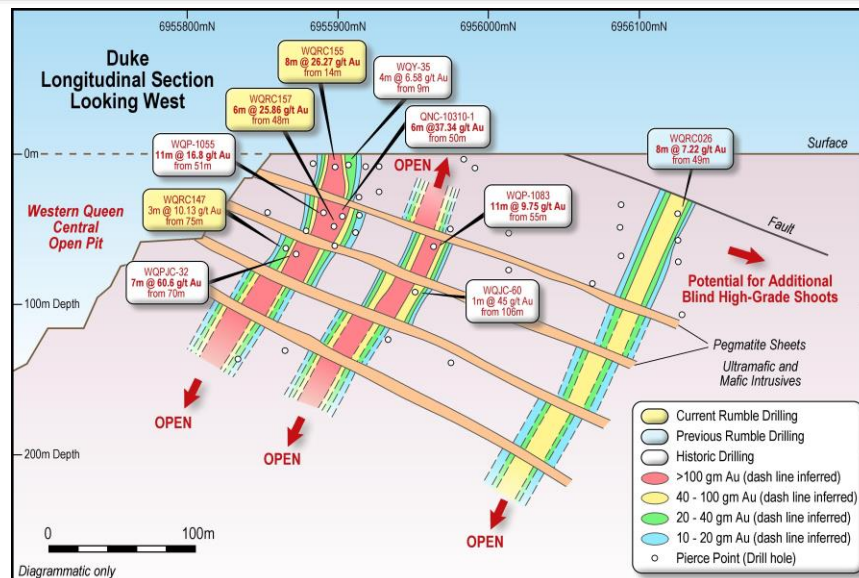 6955800mN
6955900mN
6956000mN
6956100mN
Duke
Longitudinal Section
Looking West
WQRC155
8m @ 26.27 g/t Au
from 14m
WQY-35
4m @ 6.58 g/t Au
from 9m
WQRC157
6m @ 25.86 g/t Au
from 48m
QNC-10310-1
6m @37.34 g/t Au
from 50m
WQP-1055
11m @ 16.8 g/t Au
from 51m
WQRC026
8m @ 7.22 g/t Au
from 49m
0m
Surface
OPEN
WQRC147
3m @ 10.13 g/t Au
from 75m
WQP-1083
11m @ 9.75 g/t Au
from 55m
Fault
Western Queen
Central
Open Pit
WQPJC-32
7m @ 60.6 g/t Au
from 70m
WQJC-60
1m @ 45 g/t Au
from 106m
Potential for Additional
Blind High-Grade Shoots
100m Depth
Pegmatite Sheets
Ultramafic and
Mafic Intrusives
OPEN
OPEN
200m Depth
OPEN
Current Rumble Drilling
Previous Rumble Drilling
Historic Drilling
>100 gm Au (dash line inferred)
40 - 100 gm Au (dash line inferred)
20 - 40 gm Au (dash line inferred)
10 - 20 gm Au (dash line inferred)
Pierce Point (Drill hole)
0
100m
Diagrammatic only